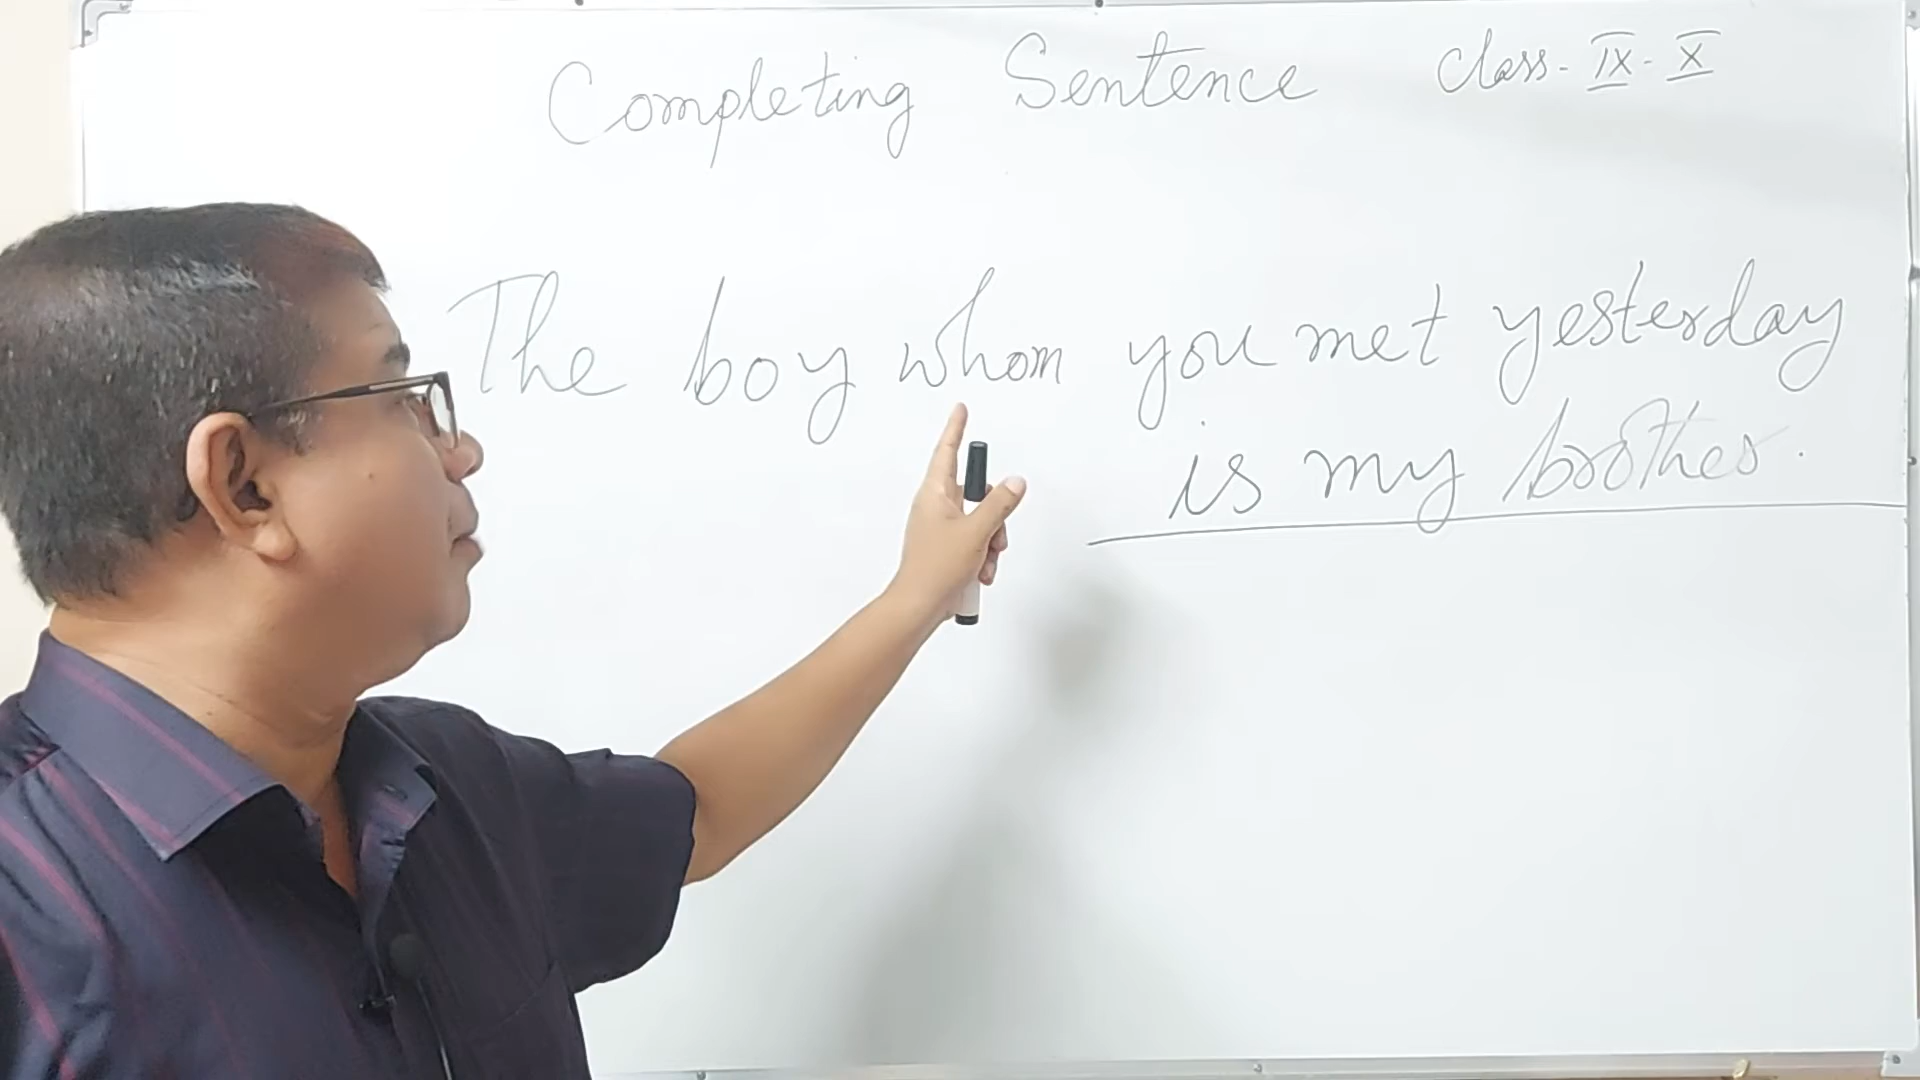 Completing Sentence Class - IX - X
The boy whom you met yesterday
is my brother.